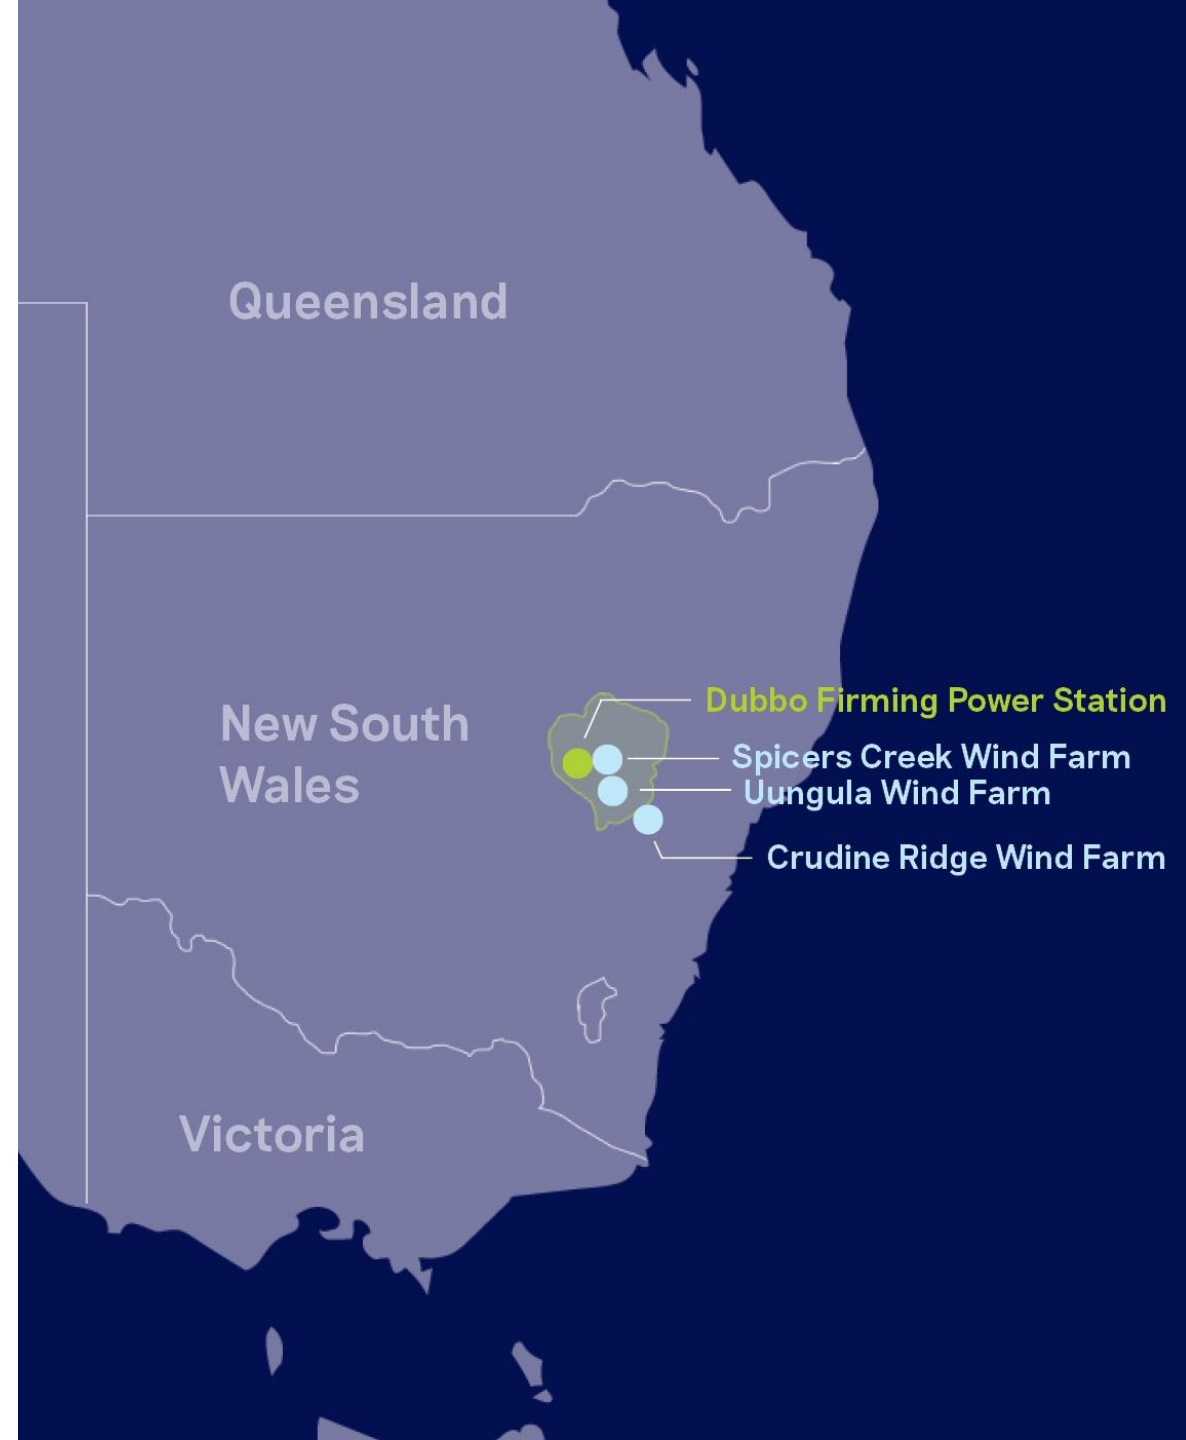 Queensland
New South
Wales
Dubbo Firming Power Station
Spicers Creek Wind Farm
Uungula Wind Farm
Crudine Ridge Wind Farm
Victoria